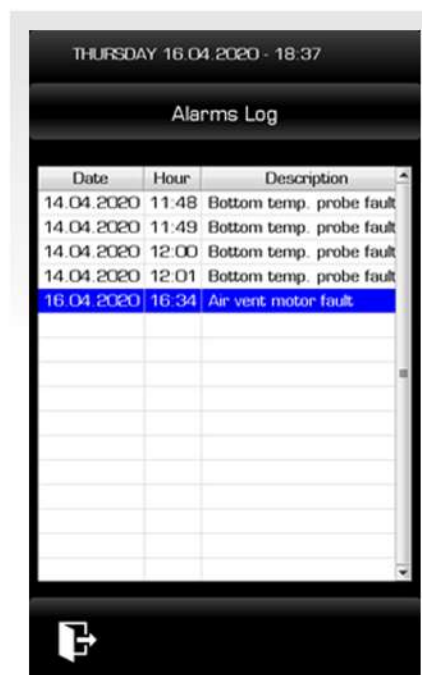 THURSDAY 16.04.2020 - 18:37
Alarms Log
Date Hour Description
14.04.2020 11:48 Bottom temp. probe fault
14.04.2020 11:49 Bottom temp. probe fault
14.04.2020 12:00 Bottom temp. probe fault
14.04.2020 12:01 Bottom temp. probe fault
16.04.2020 16:34 Air vent motor fault